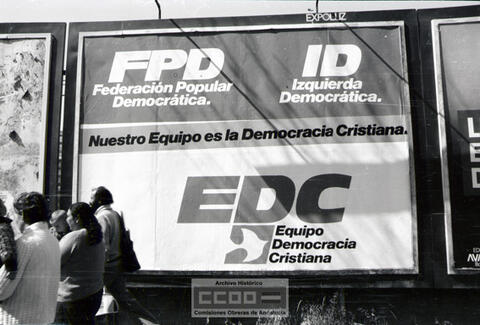 EXPOLUZ
FPD
Federación Popular
Democrática.
ID
Izquierda
Democrática.
Nuestro Equipo es la Democracia Cristiana.
EDC
Equipo
Democracia
Cristiana
Archivo Histórico
CCOO
Comisiones Obreras de Andalucía